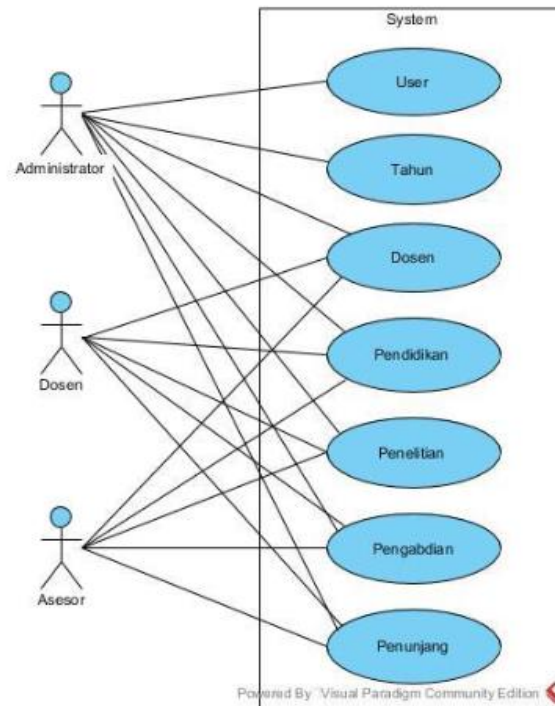 System
User
Administrator
Tahun
Dosen
Dosen
Pendidikan
Penelitian
Asesor
Pengabdian
Penunjang
Powered By Visual Paradigm Community Edition